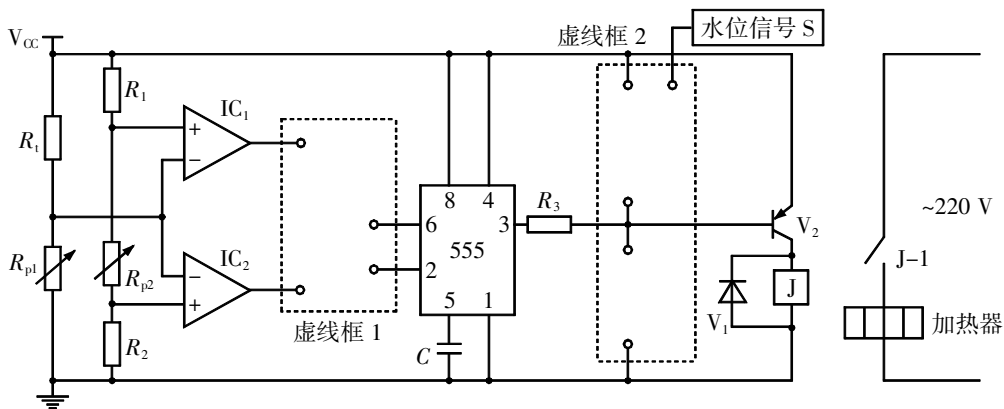 V_CC
虚线框 2
水位信号 S
R_1
IC_1
R_t
8
4
R_3
6
3
V_2
~220 V
555
R_p1
R_p2
IC_2
2
J-1
J
5
1
V_1
加热器
虚线框 1
R_2
C
+
−
−
+